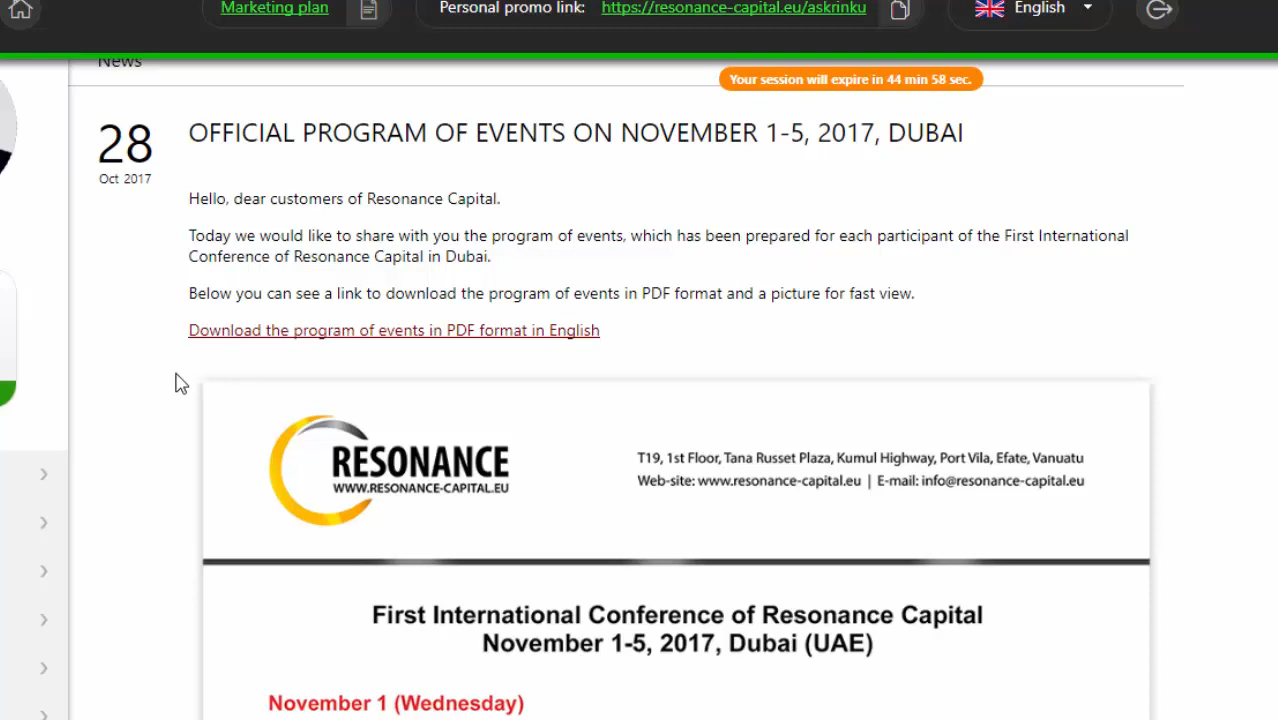 Marketing plan
Personal promo link: https://resonance-capital.eu/askrinku
English
News
Your session will expire in 44 min 58 sec.
28
Oct 2017
OFFICIAL PROGRAM OF EVENTS ON NOVEMBER 1-5, 2017, DUBAI
Hello, dear customers of Resonance Capital.
Today we would like to share with you the program of events, which has been prepared for each participant of the First International
Conference of Resonance Capital in Dubai.
Below you can see a link to download the program of events in PDF format and a picture for fast view.
Download the program of events in PDF format in English
RESONANCE
WWW.RESONANCE-CAPITAL.EU
T19, 1st Floor, Tana Russet Plaza, Kumul Highway, Port Vila, Efate, Vanuatu
Web-site: www.resonance-capital.eu | E-mail: info@resonance-capital.eu
First International Conference of Resonance Capital
November 1-5, 2017, Dubai (UAE)
November 1 (Wednesday)